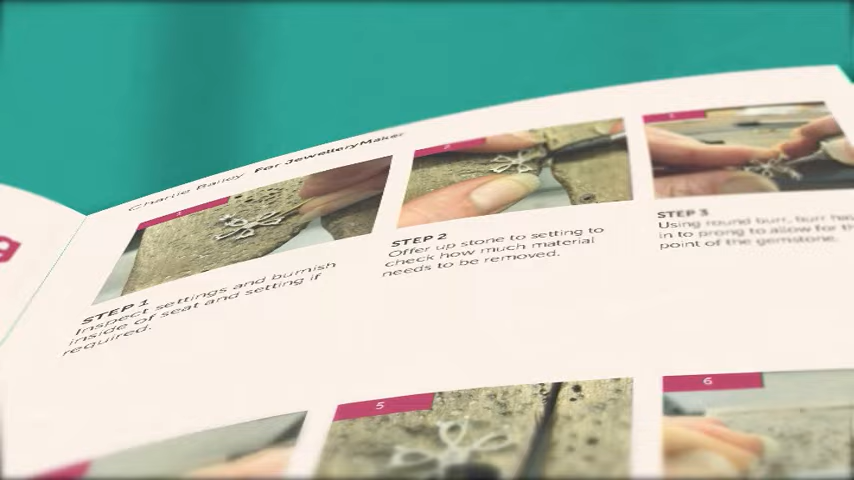 Charlie Bailey For JewelleryMaker
1
2
3
STEP 1
Inspect settings and burnish
inside of seat and setting if
required.
STEP 2
Offer up stone to setting to
check how much material
needs to be removed.
STEP 3
Using round burr, burr
in to prong to allow for
point of the gemstone.
5
6